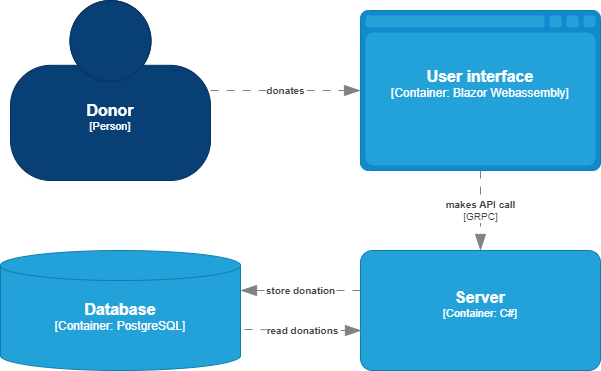 Donor
[Person]
donates
User interface
[Container: Blazor Webassembly]
makes API call
[GRPC]
Database
[Container: PostgreSQL]
store donation
read donations
Server
[Container: C#]